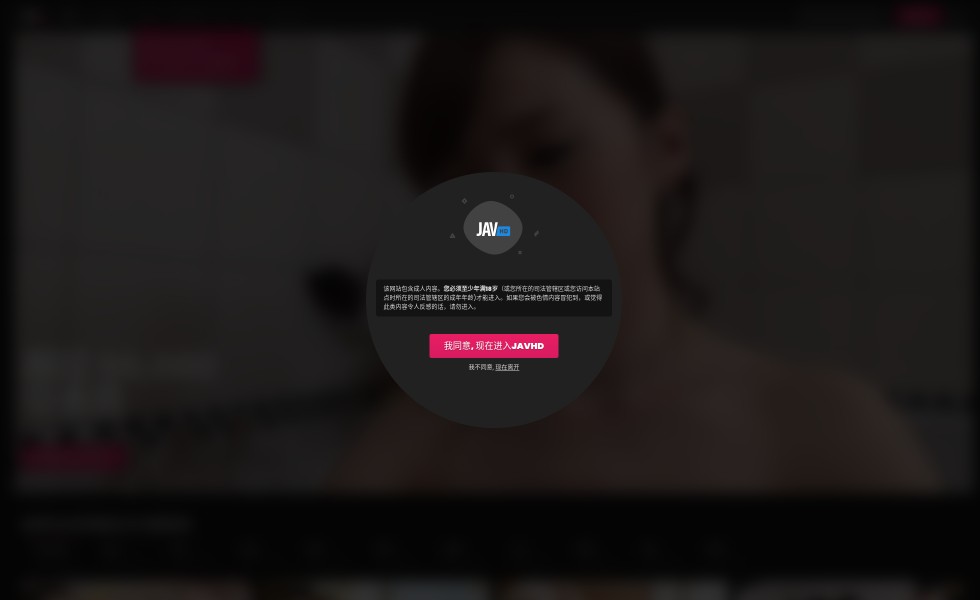 JAV HD
该网站包含成人内容。您必须至少年满18岁（或您所在的司法管辖区或您访问本站
点时所在的司法管辖区的成年年龄)才能进入。如果您会被色情内容冒犯到，或觉得
此类内容令人反感的话，请勿进入。
我同意, 现在进入JAVHD
我不同意, 现在离开